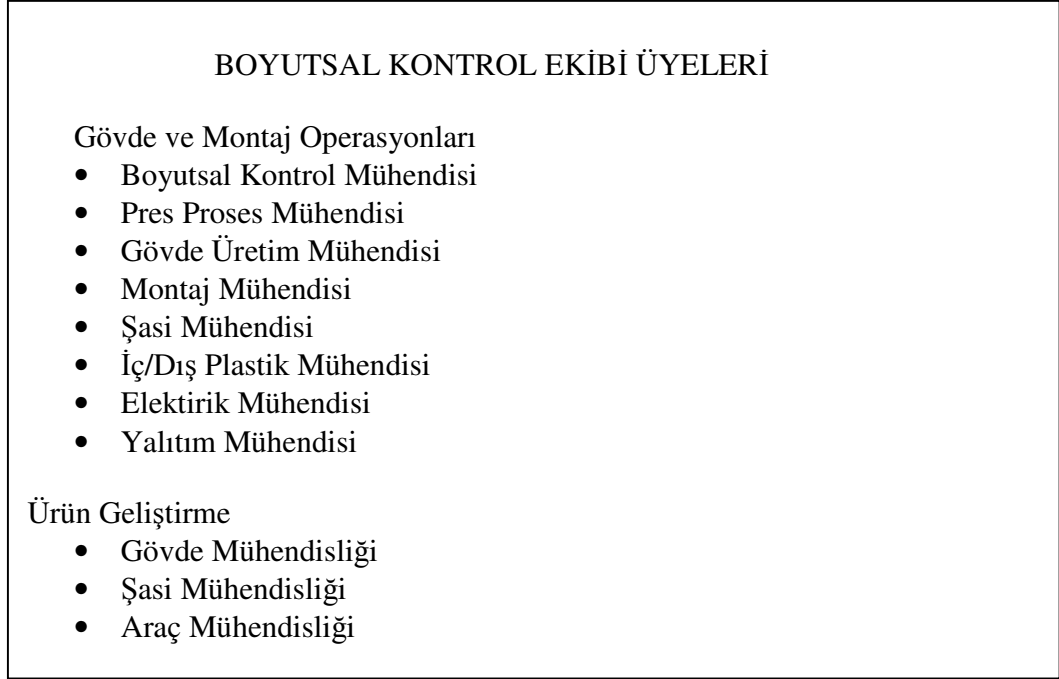 BOYUTSAL KONTROL EKİBİ ÜYELERİ
Gövde ve Montaj Operasyonları
• Boyutsal Kontrol Mühendisi
• Pres Proses Mühendisi
• Gövde Üretim Mühendisi
• Montaj Mühendisi
• Şasi Mühendisi
• İç/Dış Plastik Mühendisi
• Elektirik Mühendisi
• Yalıtım Mühendisi
Ürün Geliştirme
• Gövde Mühendisliği
• Şasi Mühendisliği
• Araç Mühendisliği